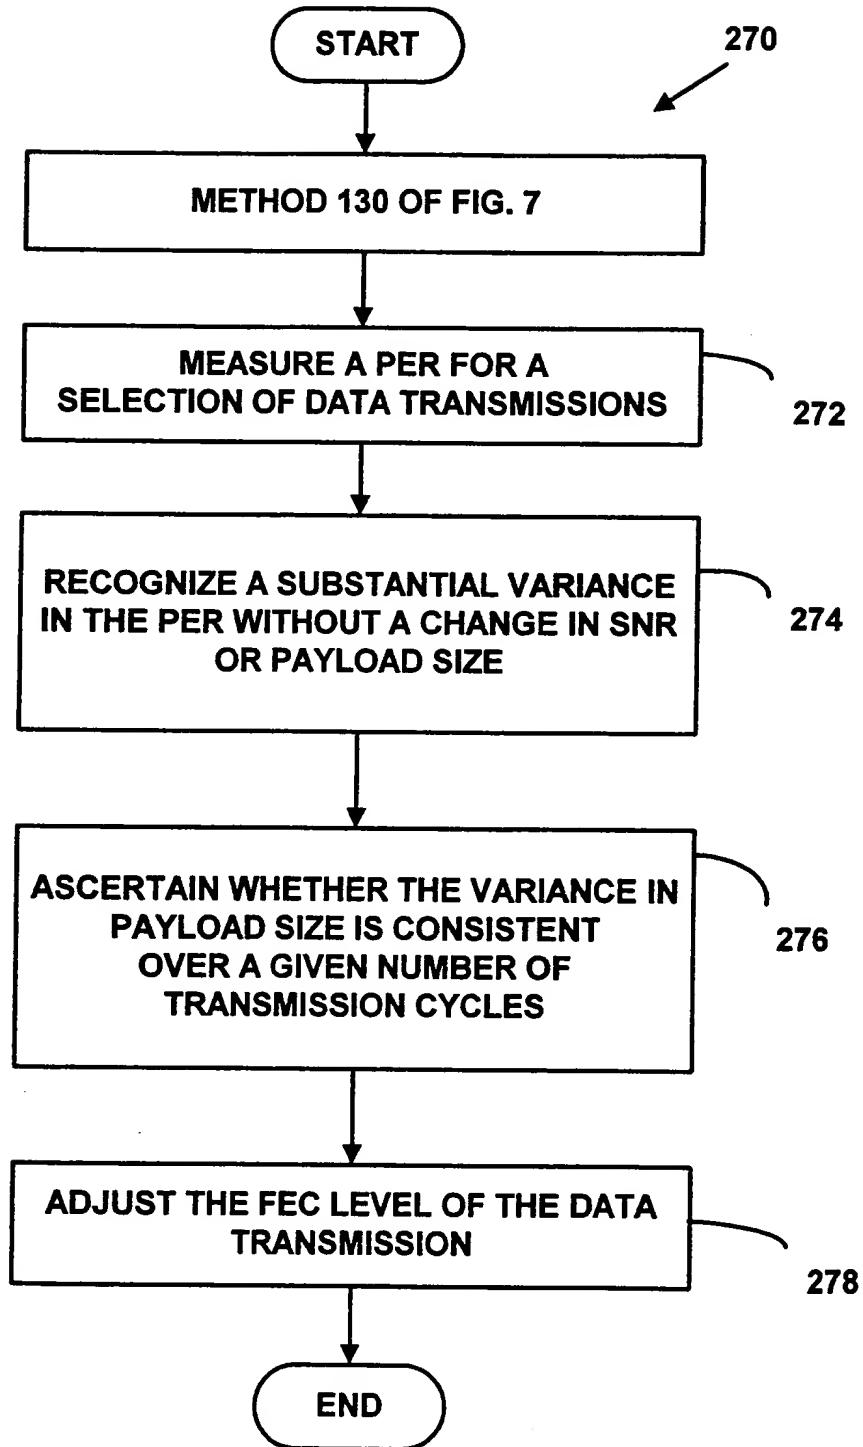 START
270
METHOD 130 OF FIG. 7
MEASURE A PER FOR A
SELECTION OF DATA TRANSMISSIONS
272
RECOGNIZE A SUBSTANTIAL VARIANCE
IN THE PER WITHOUT A CHANGE IN SNR
OR PAYLOAD SIZE
274
ASCERTAIN WHETHER THE VARIANCE IN
PAYLOAD SIZE IS CONSISTENT
OVER A GIVEN NUMBER OF
TRANSMISSION CYCLES
276
ADJUST THE FEC LEVEL OF THE DATA
TRANSMISSION
278
END